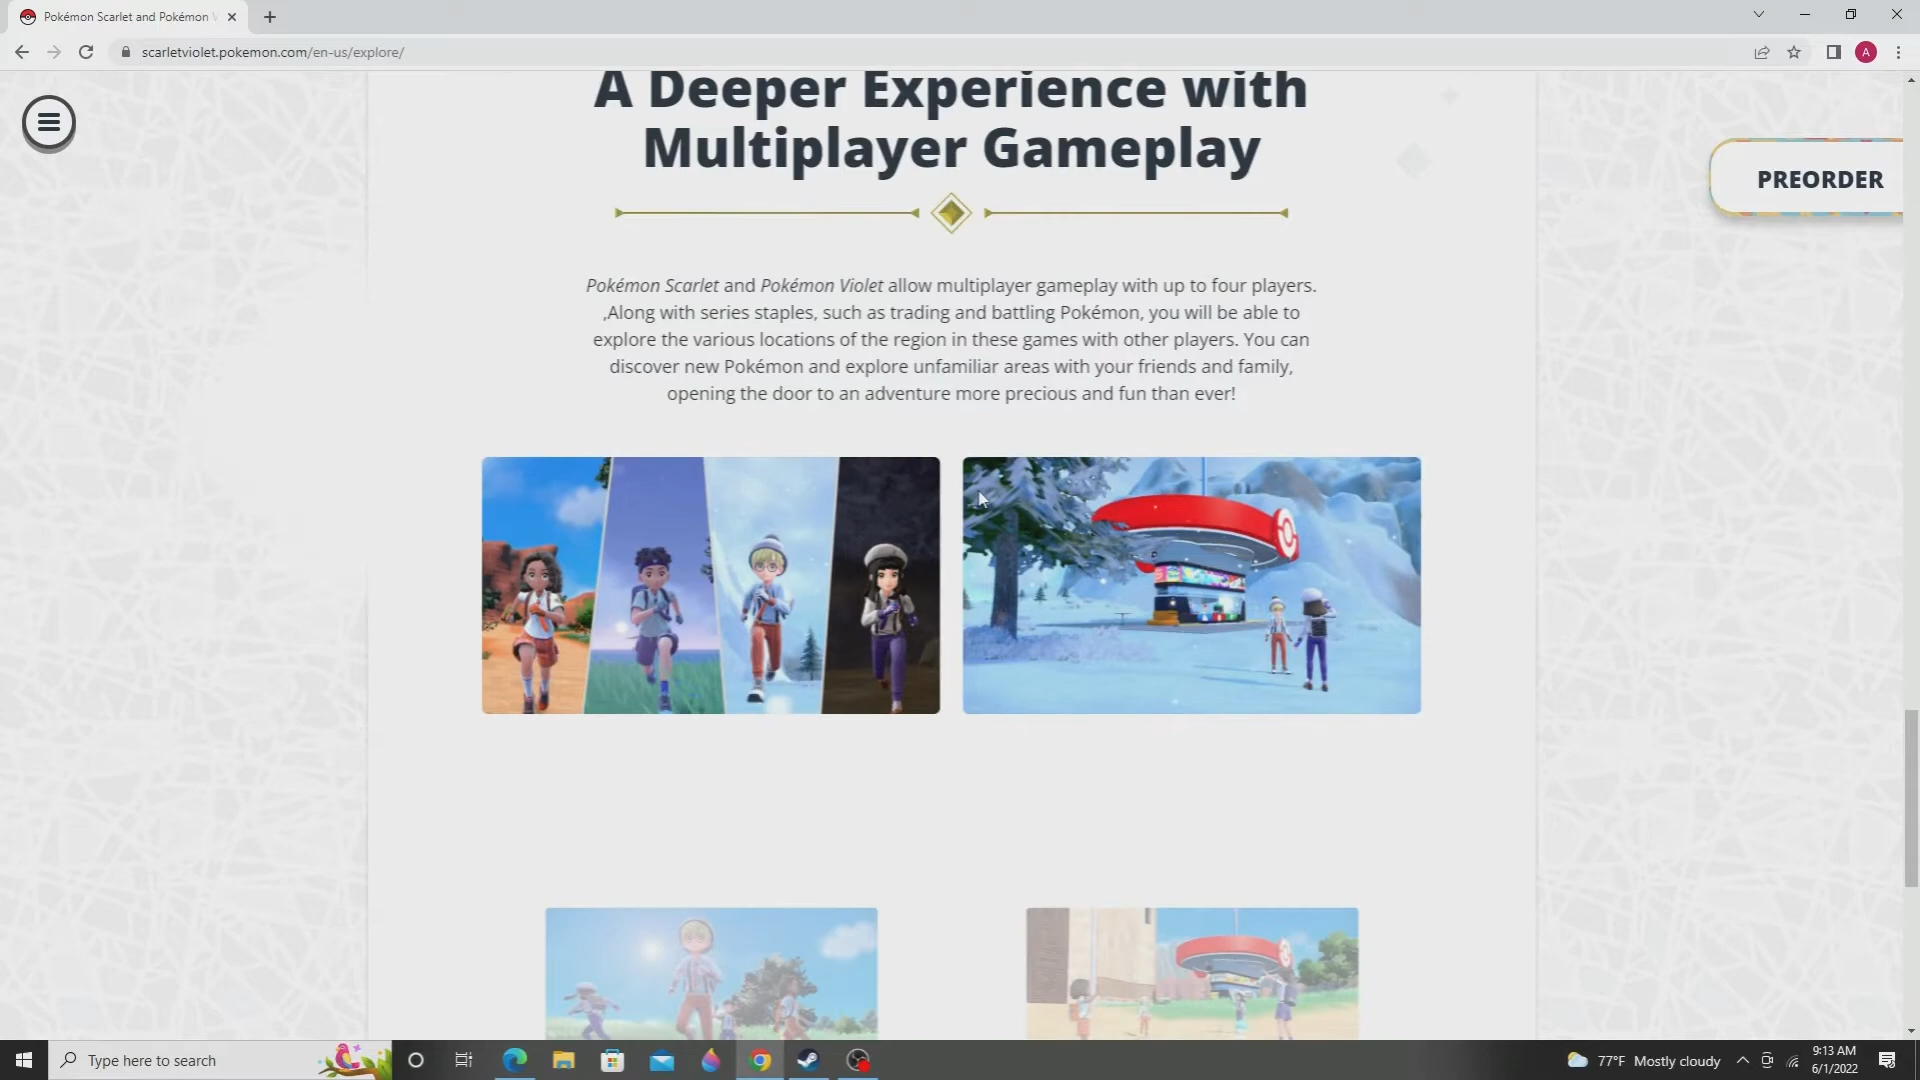 Pokémon Scarlet and Pokémon V
scarletviolet.pokemon.com/en-us/explore/
A
A Deeper Experience with
Multiplayer Gameplay
PREORDER
Pokémon Scarlet and Pokémon Violet allow multiplayer gameplay with up to four players.
,Along with series staples, such as trading and battling Pokémon, you will be able to
explore the various locations of the region in these games with other players. You can
discover new Pokémon and explore unfamiliar areas with your friends and family,
opening the door to an adventure more precious and fun than ever!
Type here to search
77°F Mostly cloudy
9:13 AM
6/1/2022